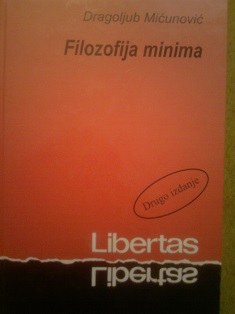 Dragoljub Mićunović
Filozofija minima
Drugo izdanje
Libertas
Libertas